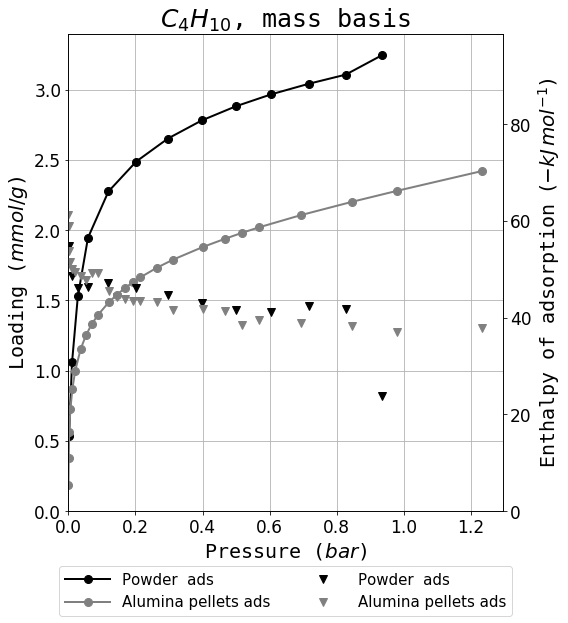 C₄H₁₀, mass basis
Loading (mmol/g)
3.0
2.5
2.0
1.5
1.0
0.5
0.0
80
60
40
20
0
Enthalpy of adsorption (−kJmol⁻¹)
0.0 0.2 0.4 0.6 0.8 1.0 1.2
Pressure (bar)
Powder ads Powder ads
Alumina pellets ads Alumina pellets ads